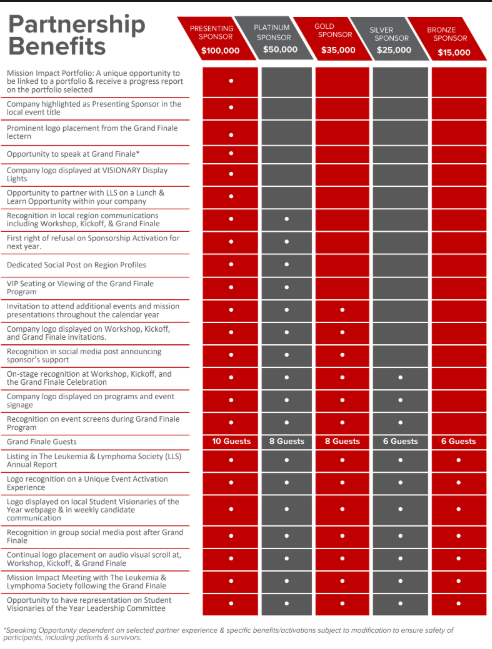 Partnership
Benefits
PRESENTING
SPONSOR
$100,000
PLATINUM
SPONSOR
$50,000
GOLD
SPONSOR
$35,000
SILVER
SPONSOR
$25,000
BRONZE
SPONSOR
$15,000
Mission Impact Portfolio: A unique opportunity to
be linked to a portfolio & receive a progress report
on the portfolio selected
Company highlighted as Presenting Sponsor in the
local event title
Prominent logo placement from the Grand Finale
lectern
Opportunity to speak at Grand Finale*
Company logo displayed at VISIONARY Display
Lights
Opportunity to partner with LLS on a Lunch &
Learn Opportunity within your company
Recognition in local region communications
including Workshop, Kickoff, & Grand Finale
First right of refusal on Sponsorship Activation for
next year.
Dedicated Social Post on Region Profiles
VIP Seating or Viewing of the Grand Finale
Program
Invitation to attend additional events and mission
presentations throughout the calendar year
Company logo displayed on Workshop, Kickoff,
and Grand Finale invitations.
Recognition in social media post announcing
sponsor's support
On-stage recognition at Workshop, Kickoff, and
the Grand Finale Celebration
Company logo displayed on programs and event
signage
Recognition on event screens during Grand Finale
Program
Grand Finale Guests 10 Guests 8 Guests 8 Guests 6 Guests 6 Guests
Listing in The Leukemia & Lymphoma Society (LLS)
Annual Report
Logo recognition on a Unique Event Activation
Experience
Logo displayed on local Student Visionaries of the
Year webpage & in weekly candidate
communication
Recognition in group social media post after Grand
Finale
Continual logo placement on audio visual scroll at,
Workshop, Kickoff, & Grand Finale
Mission Impact Meeting with The Leukemia &
Lymphoma Society following the Grand Finale
Opportunity to have representation on Student
Visionaries of the Year Leadership Committee
*Speaking Opportunity dependent on selected partner experience & specific benefits/activations subject to modification to ensure safety of
participants, including patients & survivors.